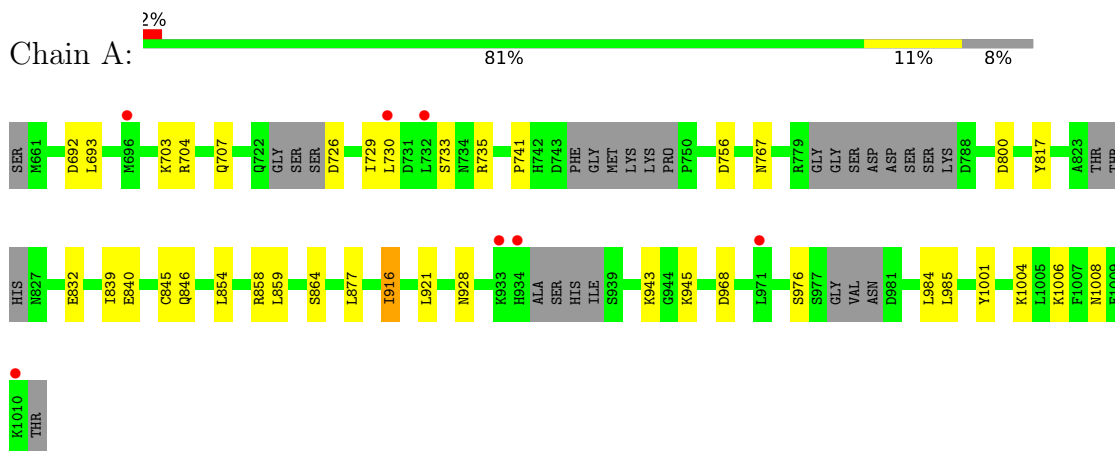 2%
Chain A:
81% 11% 8%
SER M661 D692 L693 M696 K703 R704 Q707 Q722 GLY SER SER D726 I729 L730 D731 L732 S733 N734 R735 P741 H742 D743 PHE GLY MET LYS LYS PRO P750 D756 N767 R779 GLY GLY SER ASP ASP SER SER LYS D788 D800 Y817 A823 THR THR
HIS N827 E832 I839 E840 C845 Q846 L854 R858 L859 S864 L877 I916 L921 N928 K933 H934 ALA SER HIS ILE S939 K943 G944 K945 D968 L971 S976 S977 GLY VAL ASN D981 L984 L985 Y1001 K1004 L1005 K1006 F1007 N1008 E1009
K1010 THR